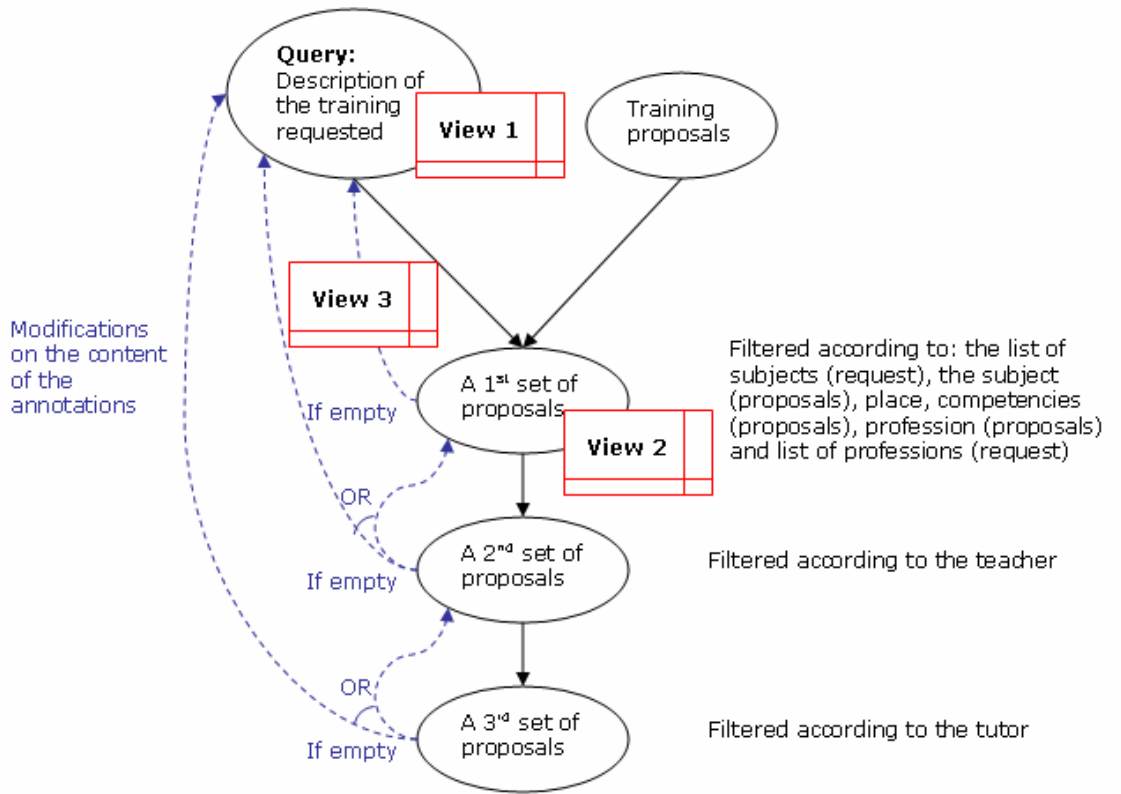 Query:
Description of
the training
requested
View 1
Training
proposals
View 3
Modifications
on the content
of the
annotations
A 1st set of
proposals
If empty
View 2
Filtered according to: the list of
subjects (request), the subject
(proposals), place, competencies
(proposals), profession (proposals)
and list of professions (request)
OR
A 2nd set of
proposals
If empty
Filtered according to the teacher
OR
A 3rd set of
proposals
If empty
Filtered according to the tutor